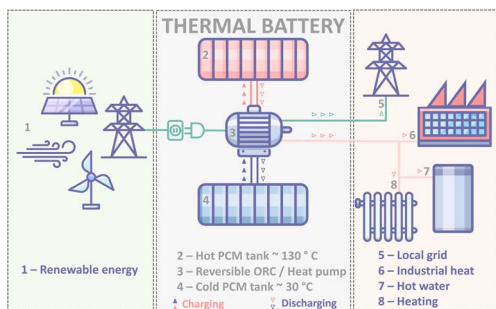 THERMAL BATTERY
2
5
1
3
6
7
4
8
1 – Renewable energy
2 – Hot PCM tank ~ 130 ° C
3 – Reversible ORC / Heat pump
4 – Cold PCM tank ~ 30 °C
Charging
Discharging
5 – Local grid
6 – Industrial heat
7 – Hot water
8 – Heating